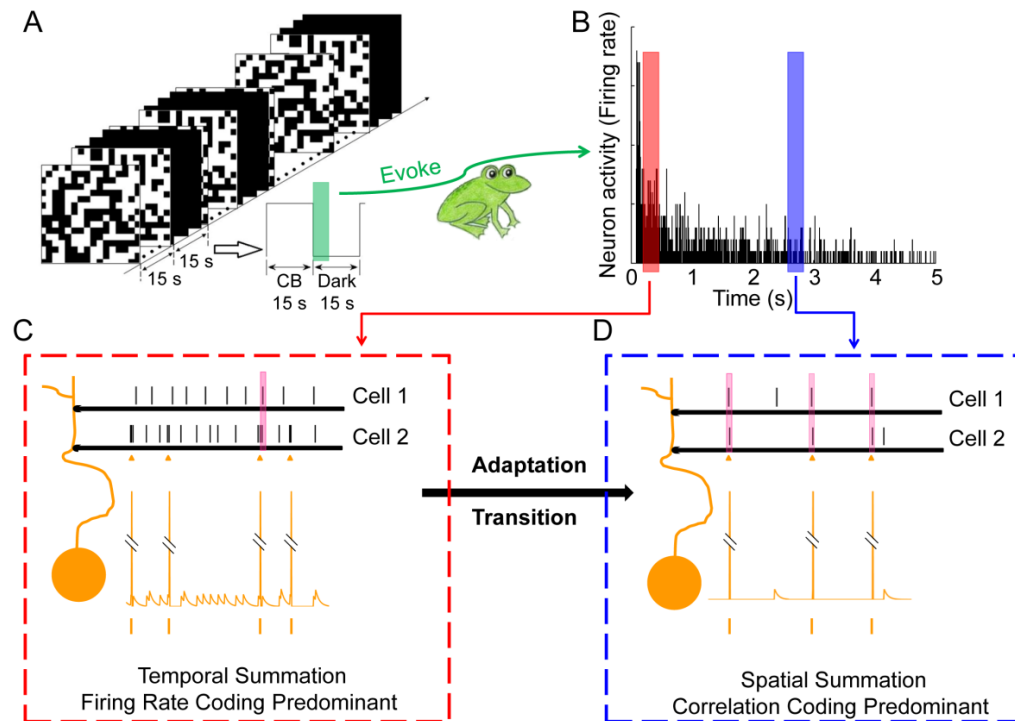 A
15 s
15 s
CB
15 s
Dark
15 s
Evoke
B
Neuron activity (Firing rate)
0 1 2 3 4 5
Time (s)
C
Cell 1
Cell 2
Temporal Summation
Firing Rate Coding Predominant
Adaptation
Transition
D
Cell 1
Cell 2
Spatial Summation
Correlation Coding Predominant